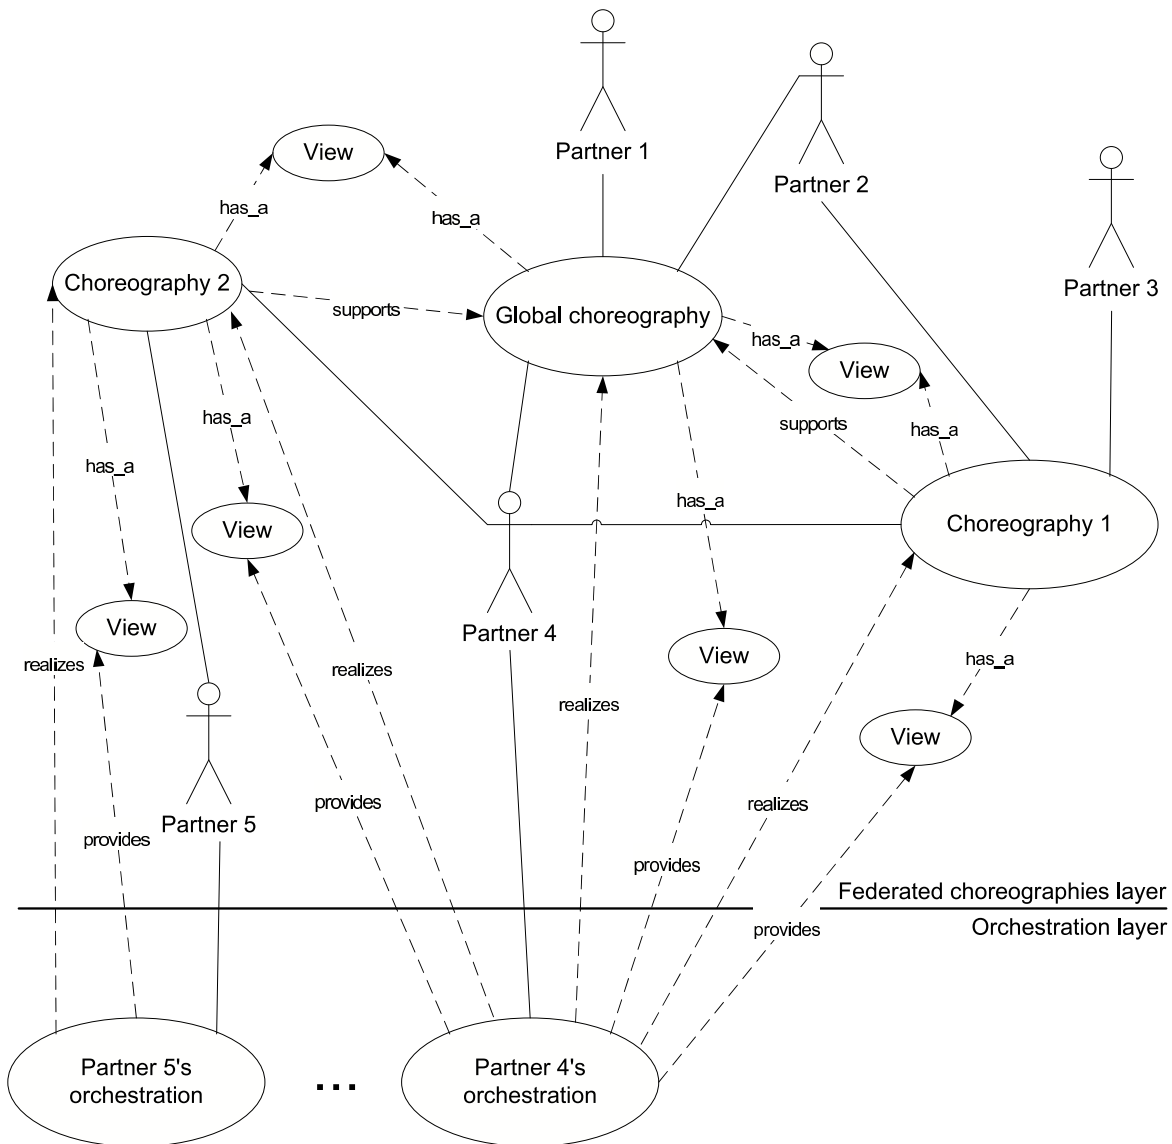 Partner 1
View
Partner 2
has_a
has_a
Partner 3
Choreography 2
supports
Global choreography
has_a
View
has_a
supports
has_a
has_a
has_a
View
Choreography 1
View
Partner 4
View
has_a
realizes
realizes
realizes
View
provides
realizes
Partner 5
provides
provides
Federated choreographies layer
provides
Orchestration layer
Partner 5's
orchestration
...
Partner 4's
orchestration